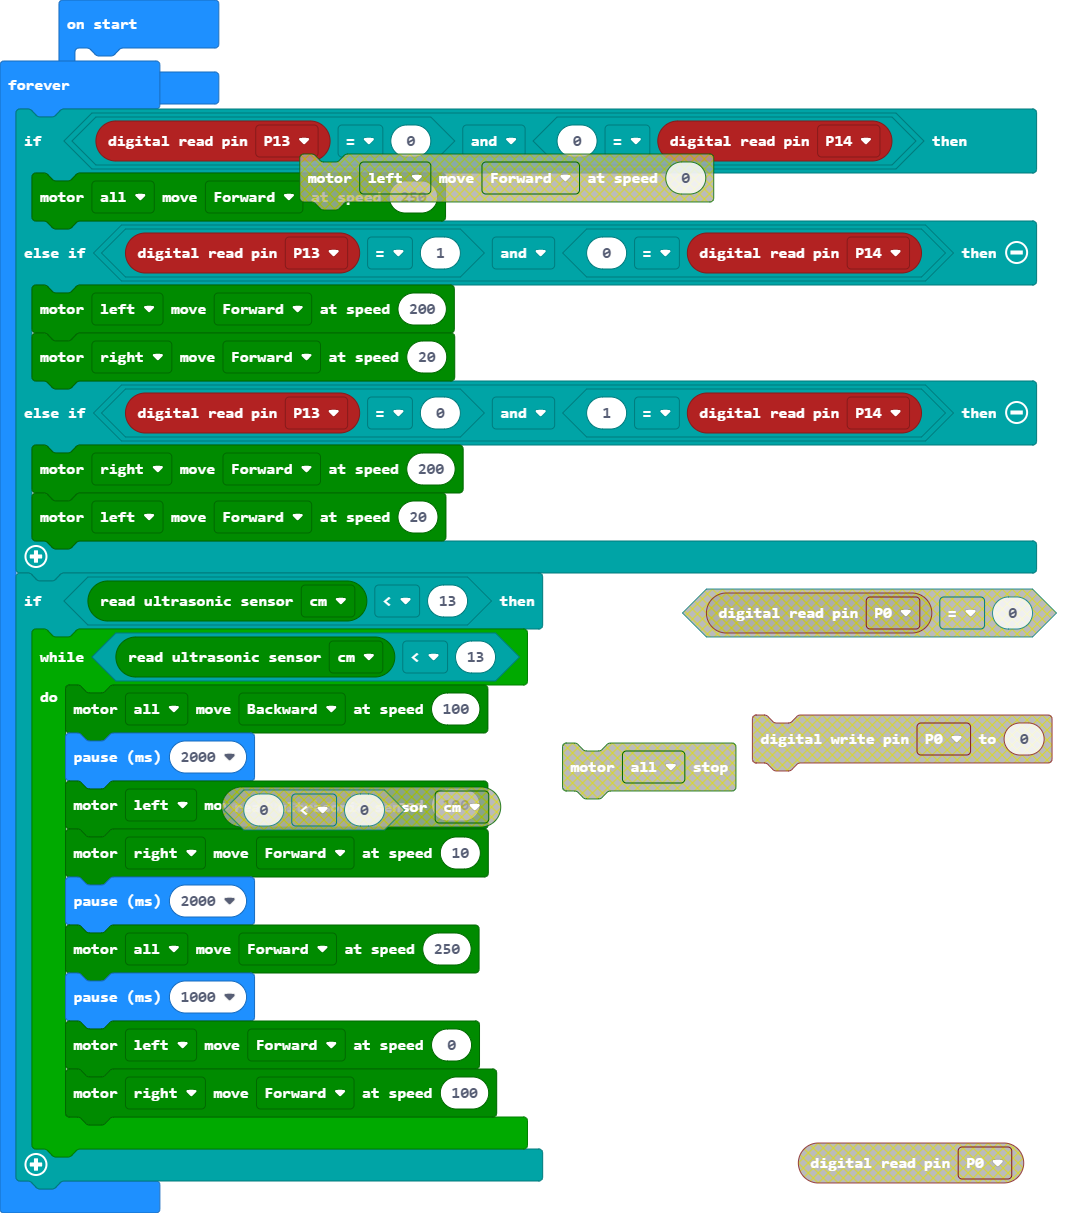 on start
forever
if digital read pin P13 = 0 and 0 = digital read pin P14 then
motor left move Forward at speed 0
motor all move Forward at speed 250
else if digital read pin P13 = 1 and 0 = digital read pin P14 then
motor left move Forward at speed 200
motor right move Forward at speed 20
else if digital read pin P13 = 0 and 1 = digital read pin P14 then
motor right move Forward at speed 200
motor left move Forward at speed 20
if read ultrasonic sensor cm < 13 then
digital read pin P0 = 0
while read ultrasonic sensor cm < 13
do
motor all move Backward at speed 100
digital write pin P0 to 0
pause (ms) 2000
motor all stop
motor left
0 < 0
cm
motor right move Forward at speed 10
pause (ms) 2000
motor all move Forward at speed 250
pause (ms) 1000
motor left move Forward at speed 0
motor right move Forward at speed 100
digital read pin P0